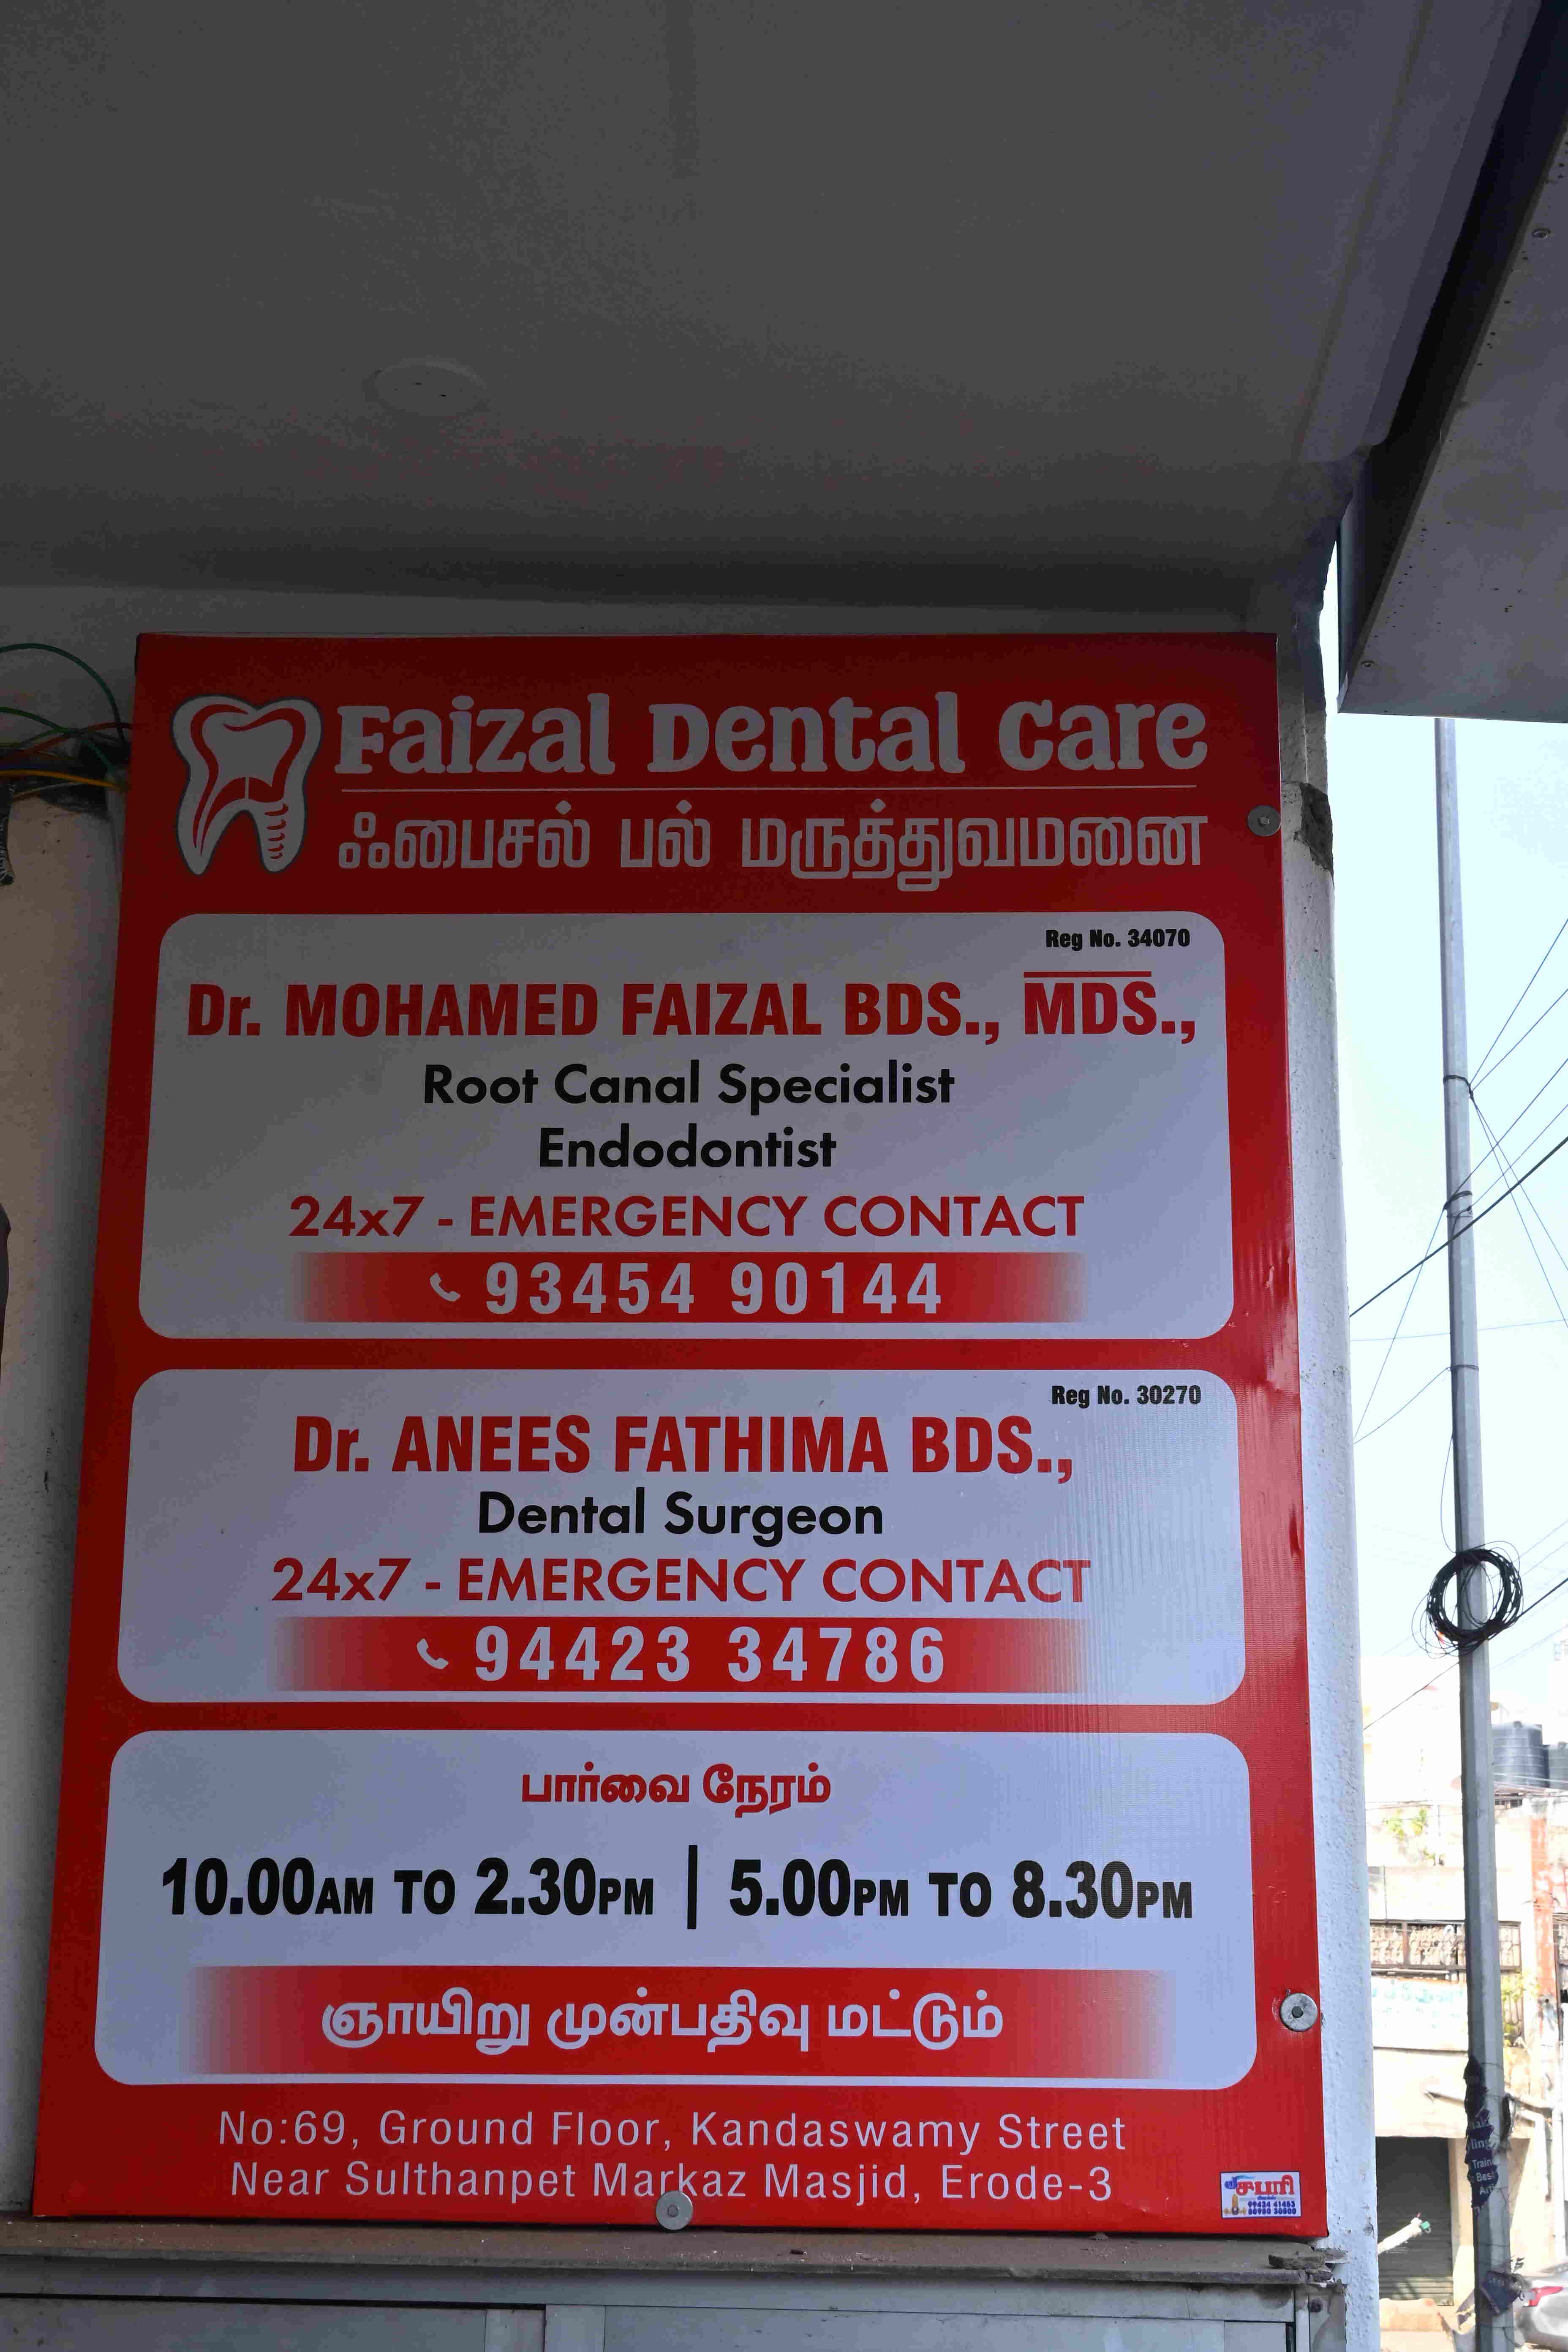 Faizal Dental Care
ஃபைசல் பல் மருத்துவமனை
Reg No. 34070
Dr. MOHAMED FAIZAL BDS., MDS.,
Root Canal Specialist
Endodontist
24x7 - EMERGENCY CONTACT
93454 90144
Reg No. 30270
Dr. ANEES FATHIMA BDS.,
Dental Surgeon
24x7 - EMERGENCY CONTACT
94423 34786
பார்வை நேரம்
10.00AM TO 2.30PM | 5.00PM TO 8.30PM
ஞாயிறு முன்பதிவு மட்டும்
No:69, Ground Floor, Kandaswamy Street
Near Sulthanpet Markaz Masjid, Erode-3
சபரி